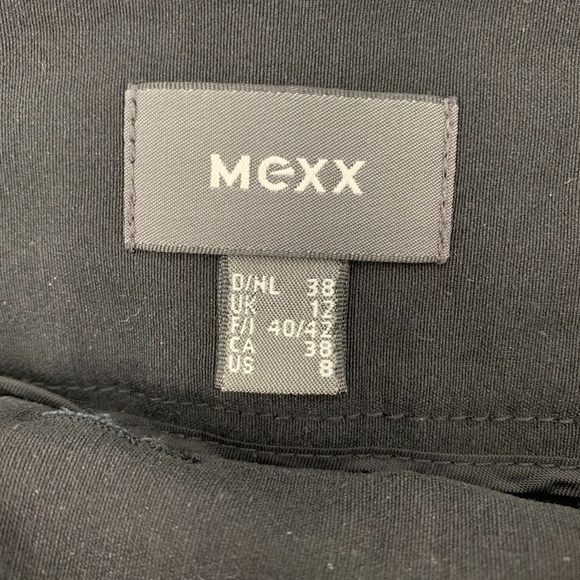 Mexx
D/NL 38
UK 12
F/I 40/42
CA 38
US 8